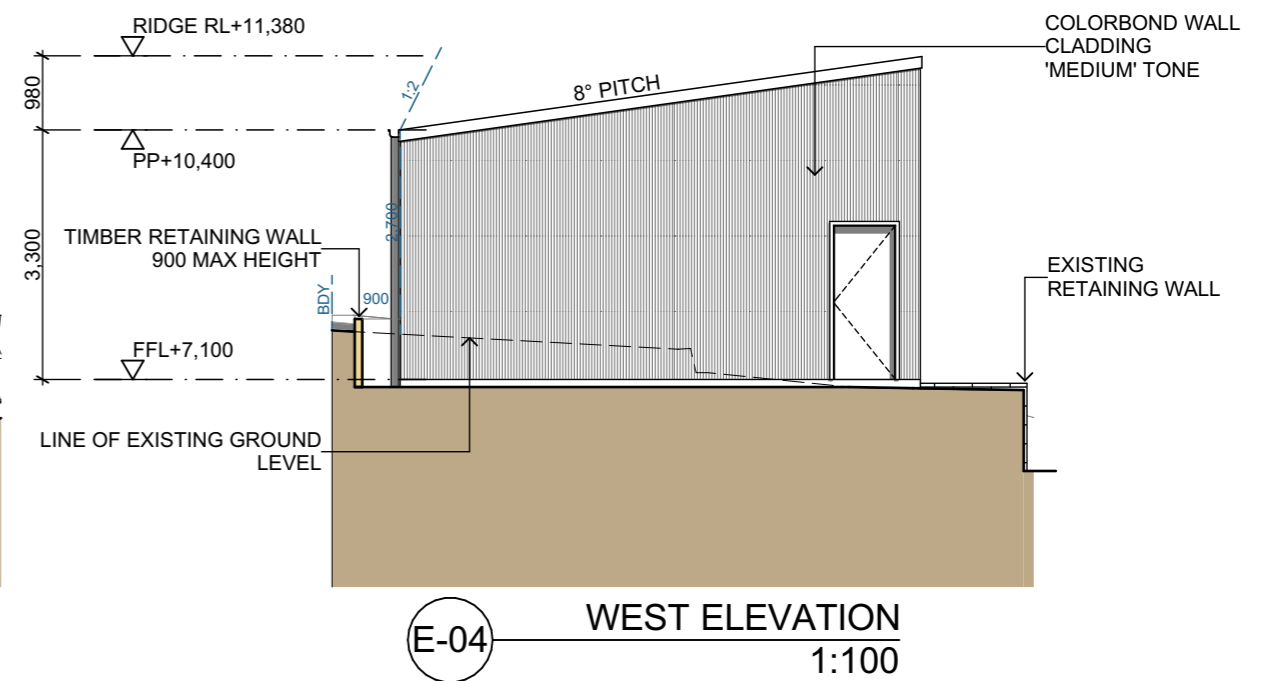 RIDGE RL+11,380
980
PP+10,400
3,300
TIMBER RETAINING WALL
900 MAX HEIGHT
BDY
900
2,700
1:2
FFL+7,100
LINE OF EXISTING GROUND
LEVEL
8° PITCH
COLORBOND WALL
CLADDING
'MEDIUM' TONE
EXISTING
RETAINING WALL
E-04
WEST ELEVATION
1:100